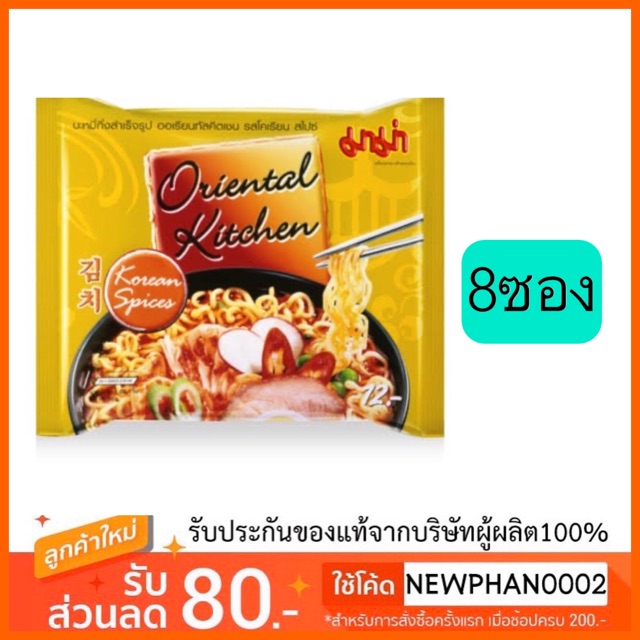 บะหมี่กึ่งสำเร็จรูป ออเรียนทัลคิตเชน รสโคเรียน สไปซ์
มาม่า
Oriental
Kitchen
김치
Korean
Spices
12.-
8ซอง
รับประกันของแท้จากบริษัทผู้ผลิต100%
ลูกค้าใหม่
รับ
ส่วนลด 80.-
ใช้โค้ด NEWPHAN0002
*สำหรับการสั่งซื้อครั้งแรก เมื่อช้อปครบ 200.-